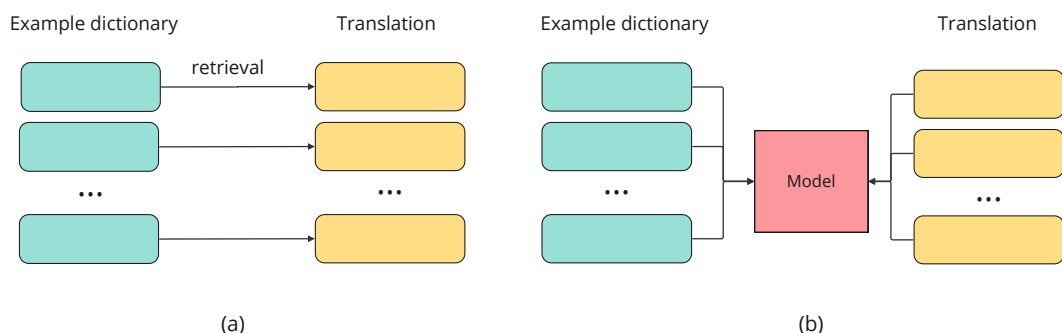 Example dictionary
Translation
retrieval
...
...
(a)
Example dictionary
Translation
Model
...
...
(b)